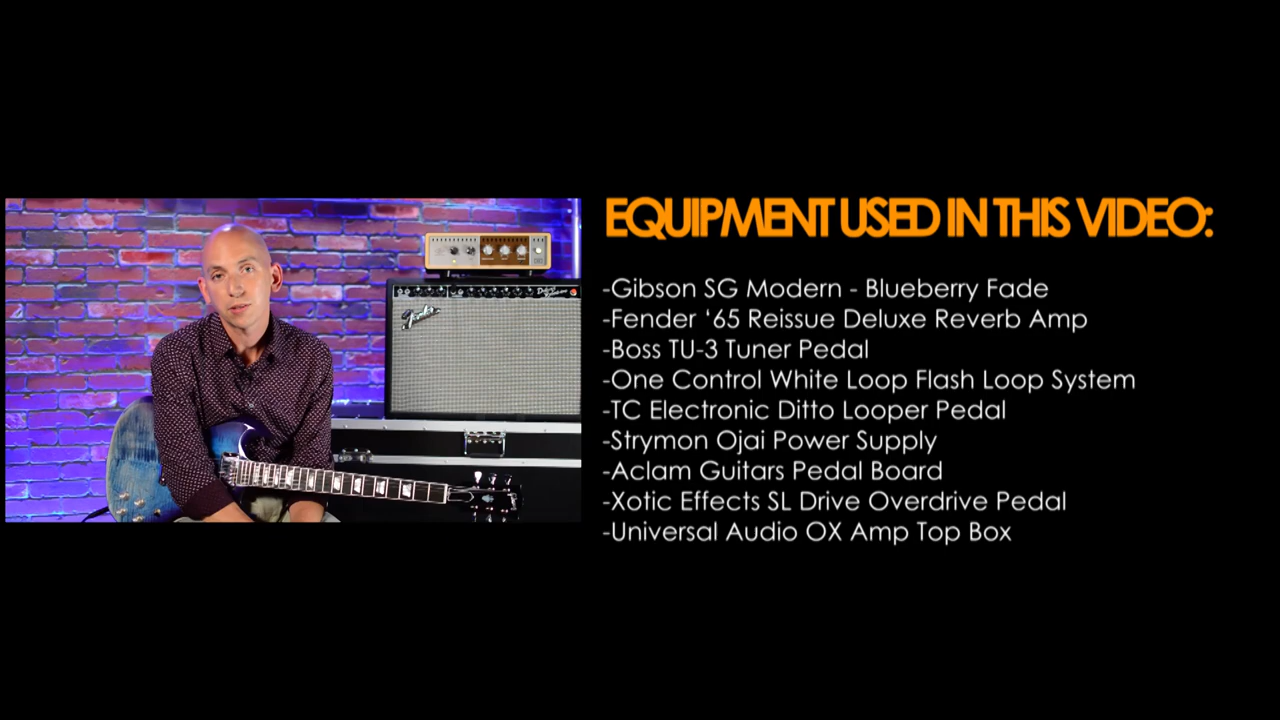 EQUIPMENT USED IN THIS VIDEO:
-Gibson SG Modern - Blueberry Fade
-Fender ‘65 Reissue Deluxe Reverb Amp
-Boss TU-3 Tuner Pedal
-One Control White Loop Flash Loop System
-TC Electronic Ditto Looper Pedal
-Strymon Ojai Power Supply
-Aclam Guitars Pedal Board
-Xotic Effects SL Drive Overdrive Pedal
-Universal Audio OX Amp Top Box
Fender